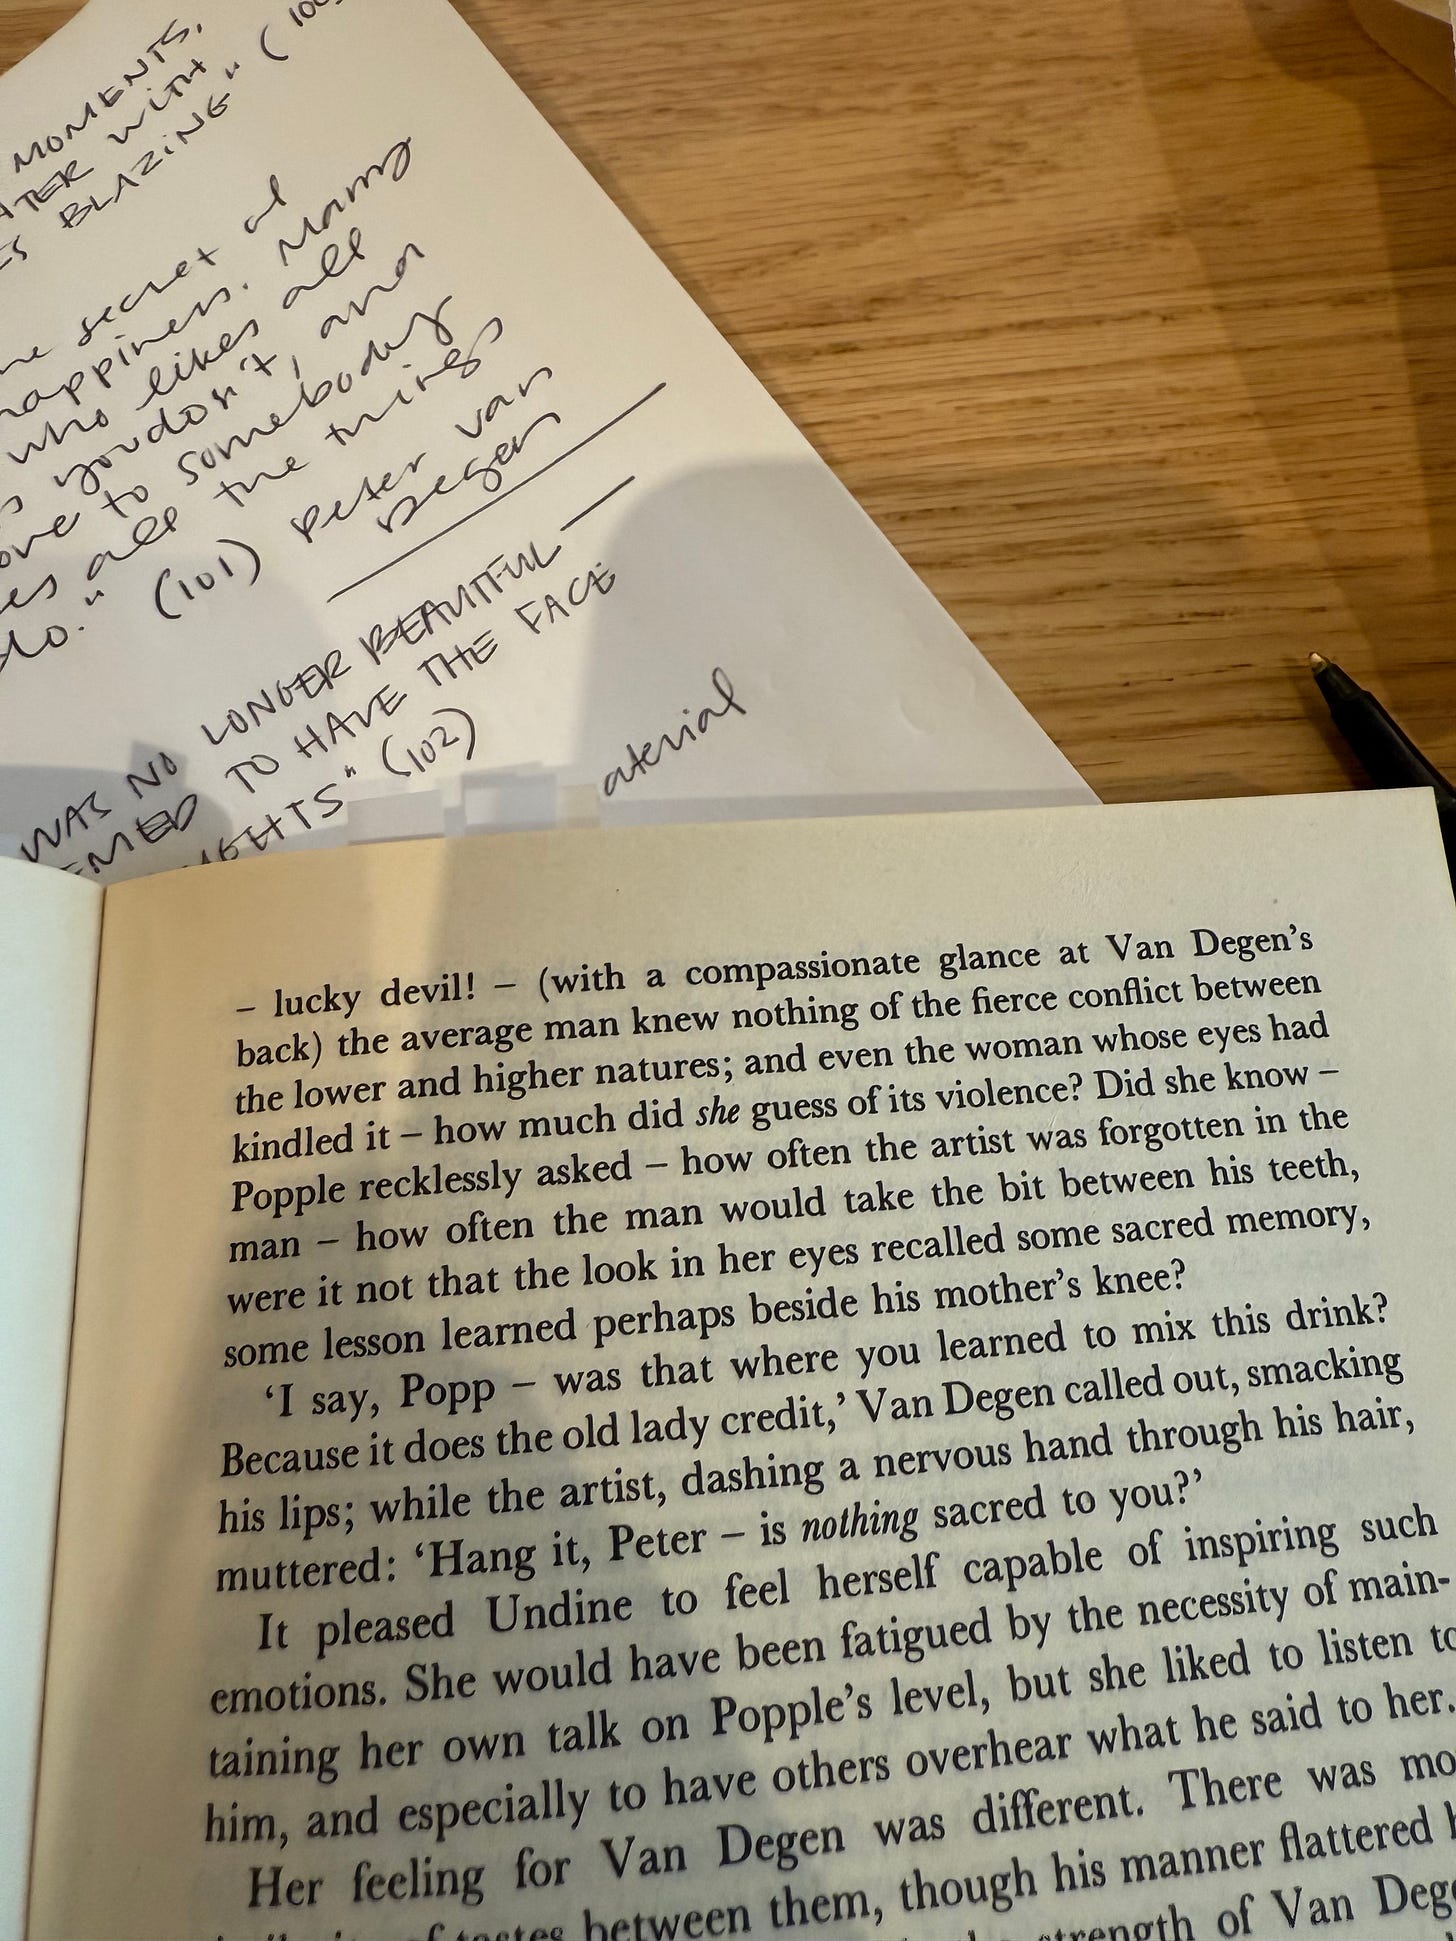 MOMENTS,
WITH
BLAZING" (100
secret of
happiness. Marry
who likes all
you don't, and
to somebody
all the things
do." (101) Peter Van
Degen
WAS NO LONGER BEAUTIFUL —
TO HAVE THE FACE
(102)
aterial
– lucky devil! – (with a compassionate glance at Van Degen's
back) the average man knew nothing of the fierce conflict between
the lower and higher natures; and even the woman whose eyes had
kindled it – how much did she guess of its violence? Did she know –
Popple recklessly asked – how often the artist was forgotten in the
man – how often the man would take the bit between his teeth,
were it not that the look in her eyes recalled some sacred memory,
some lesson learned perhaps beside his mother's knee?
'I say, Popp – was that where you learned to mix this drink?
Because it does the old lady credit,' Van Degen called out, smacking
his lips; while the artist, dashing a nervous hand through his hair,
muttered: 'Hang it, Peter – is nothing sacred to you?'
It pleased Undine to feel herself capable of inspiring such
emotions. She would have been fatigued by the necessity of main-
taining her own talk on Popple's level, but she liked to listen to
him, and especially to have others overhear what he said to her.
Her feeling for Van Degen was different. There was mo
of tastes between them, though his manner flattered h
strength of Van Dege